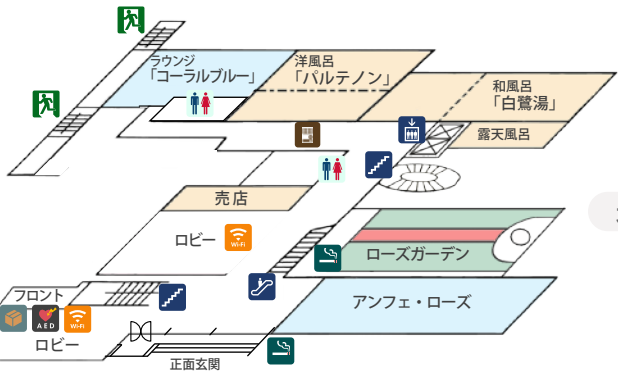 ラウンジ
「コーラルブルー」
洋風呂
「パルテノン」
和風呂
「白鷺湯」
露天風呂
売店
ロビー
Wi-Fi
ローズガーデン
アンフェ・ローズ
フロント
AED
Wi-Fi
ロビー
正面玄関